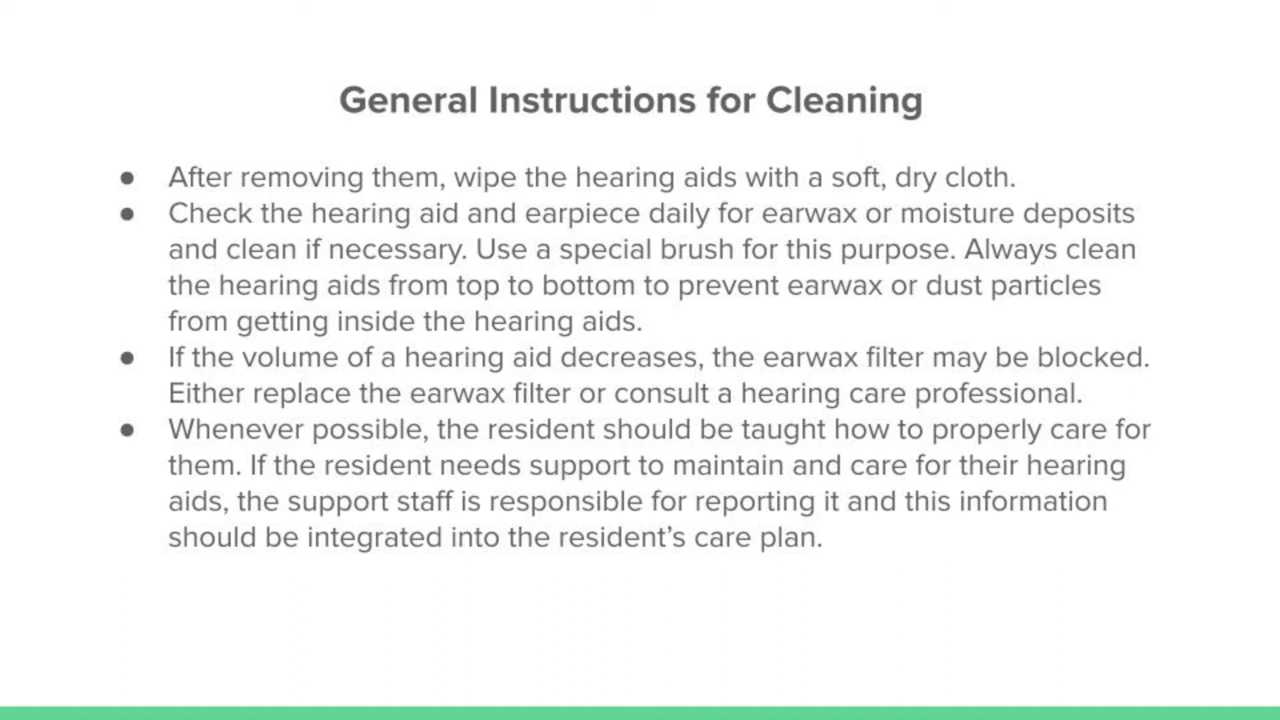 General Instructions for Cleaning
● After removing them, wipe the hearing aids with a soft, dry cloth.
● Check the hearing aid and earpiece daily for earwax or moisture deposits
and clean if necessary. Use a special brush for this purpose. Always clean
the hearing aids from top to bottom to prevent earwax or dust particles
from getting inside the hearing aids.
● If the volume of a hearing aid decreases, the earwax filter may be blocked.
Either replace the earwax filter or consult a hearing care professional.
● Whenever possible, the resident should be taught how to properly care for
them. If the resident needs support to maintain and care for their hearing
aids, the support staff is responsible for reporting it and this information
should be integrated into the resident’s care plan.